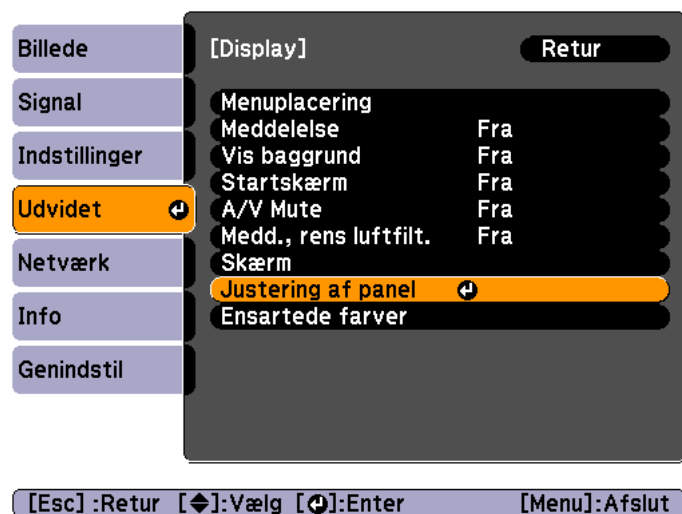 Billede
Signal
Indstillinger
Udvidet
Netværk
Info
Genindstil
[Display] Retur
Menuplacering
Meddelelse Fra
Vis baggrund Fra
Startskærm Fra
A/V Mute Fra
Medd., rens luftfilt. Fra
Skærm
Justering af panel
Ensartede farver
[Esc] :Retur [◆]:Vælg [↵]:Enter [Menu]:Afslut